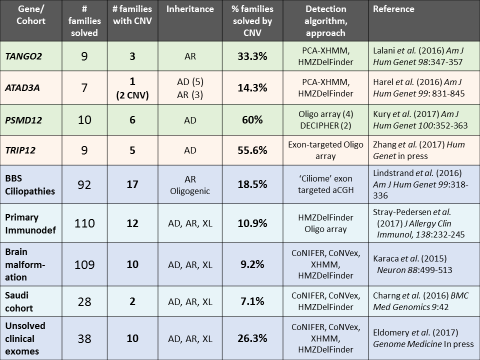 Gene/ Cohort | # families solved | # families with CNV | Inheritance | % families solved by CNV | Detection algorithm, approach | Reference
TANGO2 | 9 | 3 | AR | 33.3% | PCA-XHMM, HMZDelFinder | Lalani et al. (2016) Am J Hum Genet 98:347-357
ATAD3A | 7 | 1 (2 CNV) | AD (5) AR (3) | 14.3% | PCA-XHMM, HMZDelFinder | Harel et al. (2016) Am J Hum Genet 99: 831-845
PSMD12 | 10 | 6 | AD | 60% | Oligo array (4) DECIPHER (2) | Kury et al. (2017) Am J Hum Genet 100:352-363
TRIP12 | 9 | 5 | AD | 55.6% | Exon-targeted Oligo array | Zhang et al. (2017) Hum Genet in press
BBS Ciliopathies | 92 | 17 | AR Oligogenic | 18.5% | ‘Ciliome’ exon targeted aCGH | Lindstrand et al. (2016) Am J Hum Genet 99:318-336
Primary Immunodef | 110 | 12 | AD, AR, XL | 10.9% | HMZDelFinder Oligo array | Stray-Pedersen et al. (2017) J Allergy Clin Immunol, 138:232-245
Brain malform-ation | 109 | 10 | AD, AR, XL | 9.2% | CoNIFER, CoNVex, XHMM, HMZDelFinder | Karaca et al. (2015) Neuron 88:499-513
Saudi cohort | 28 | 2 | AD, AR, XL | 7.1% | CoNIFER, CoNVex, HMZDelFinder | Charng et al. (2016) BMC Med Genomics 9:42
Unsolved clinical exomes | 38 | 10 | AD, AR, XL | 26.3% | CoNIFER, CoNVex, XHMM, HMZDelFinder | Eldomery et al. (2017) Genome Medicine In press